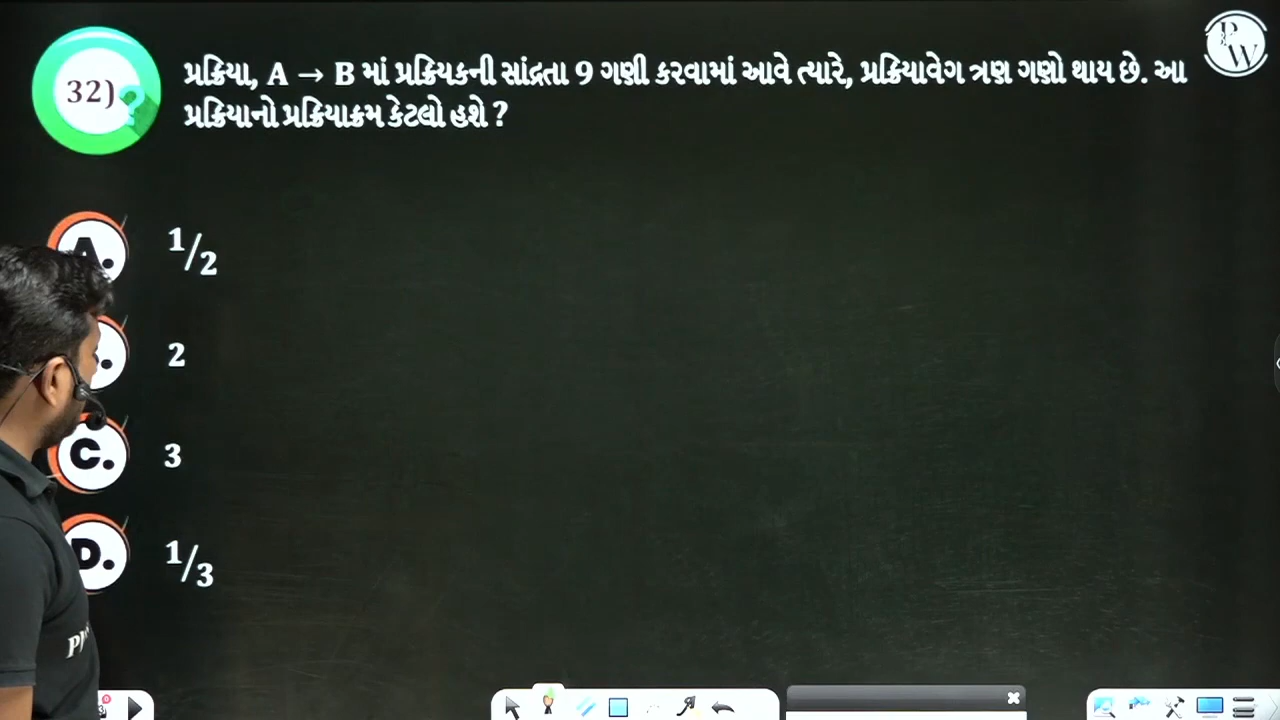 32)
પ્રક્રિયા, A → B માં પ્રક્રિયકની સાંદ્રતા 9 ગણી કરવામાં આવે ત્યારે, પ્રક્રિયાવેગ ત્રણ ગણો થાય છે. આ
પ્રક્રિયાનો પ્રક્રિયાક્રમ કેટલો હશે ?
A. 1/2
2
C. 3
D. 1/3
PW